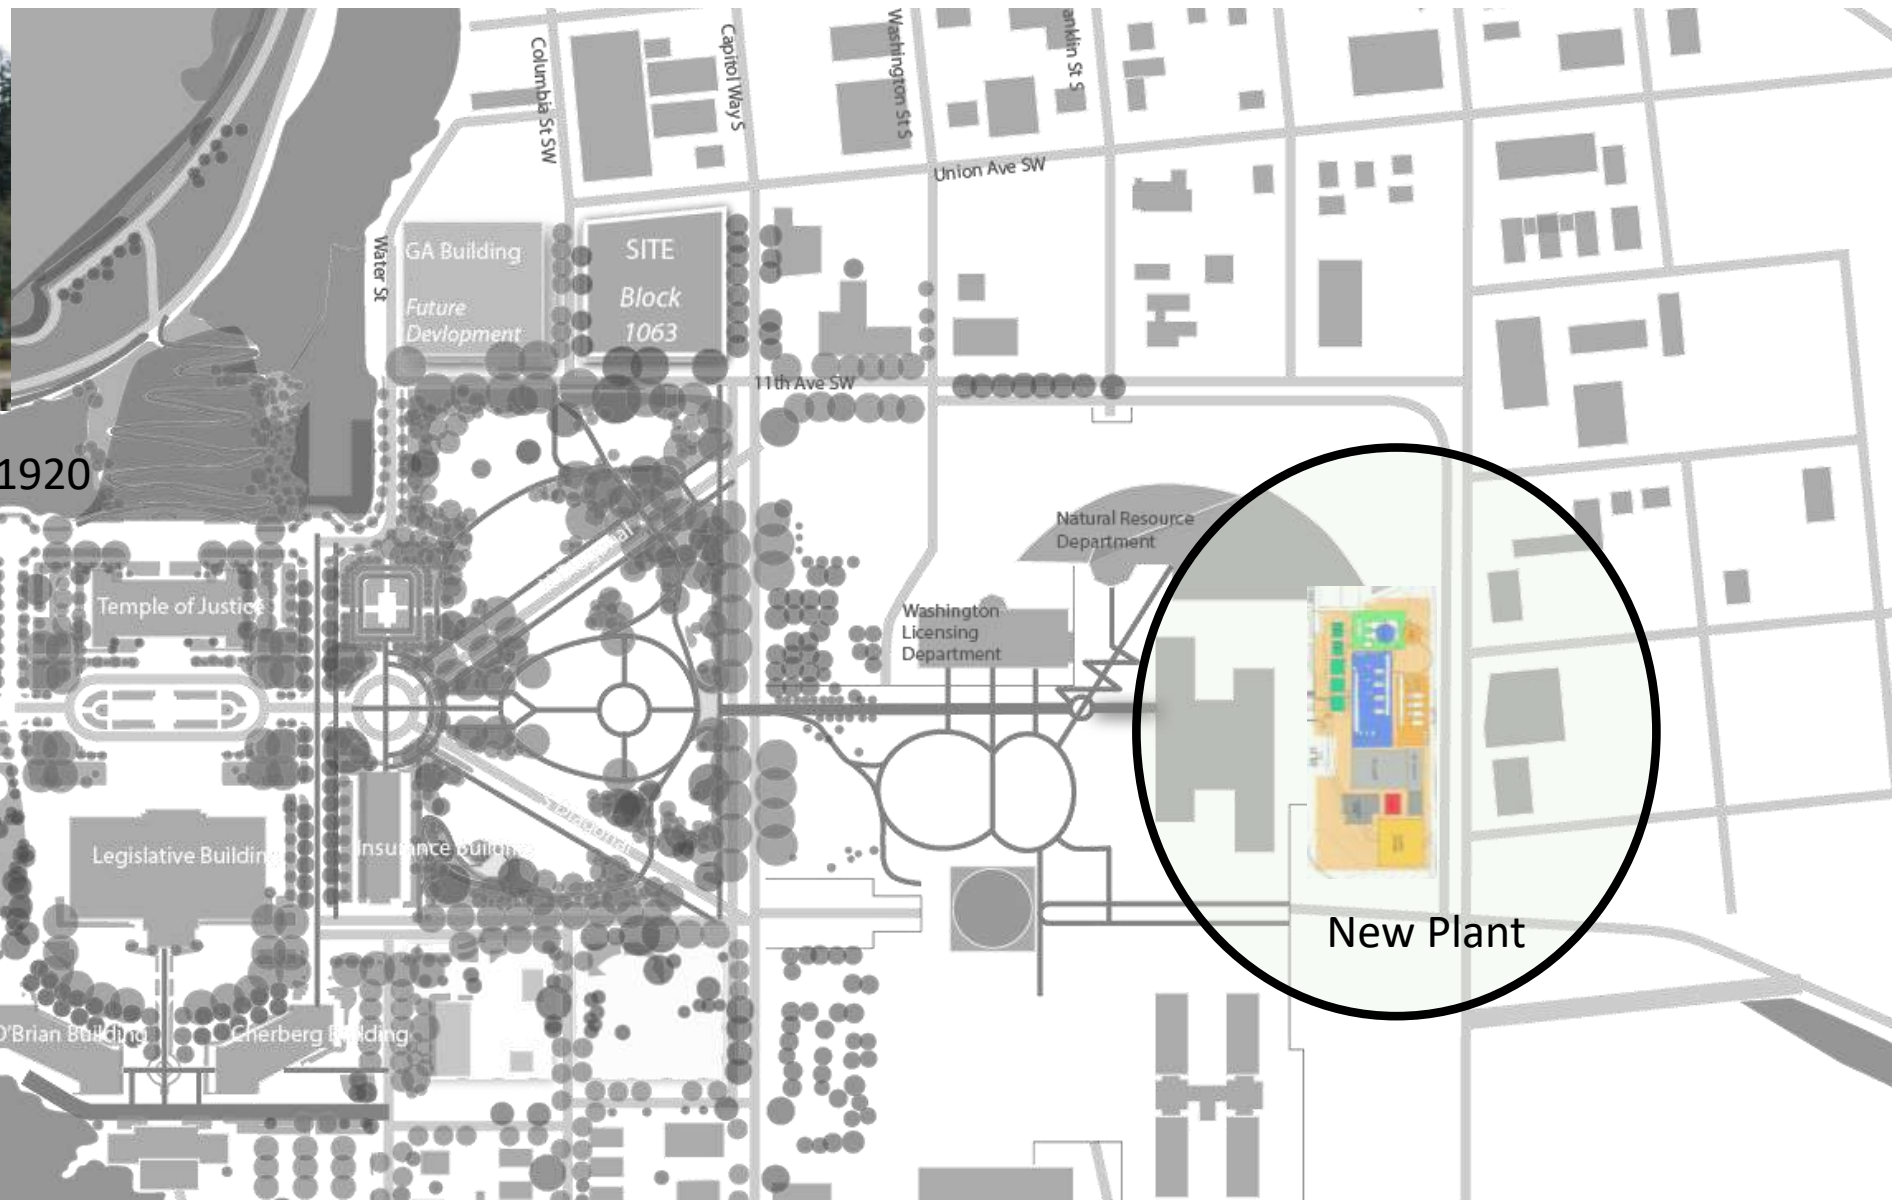 Columbia St SW
Capitol Way S
Washington St S
anklin St S
Union Ave SW
Water St
GA Building
Future
Devlopment
SITE
Block
1063
11th Ave SW
1920
Natural Resource
Department
Temple of Justice
Washington
Licensing
Department
S Diagonal
Legislative Building
Insurance Building
New Plant
O'Brian Building
Cherberg Building